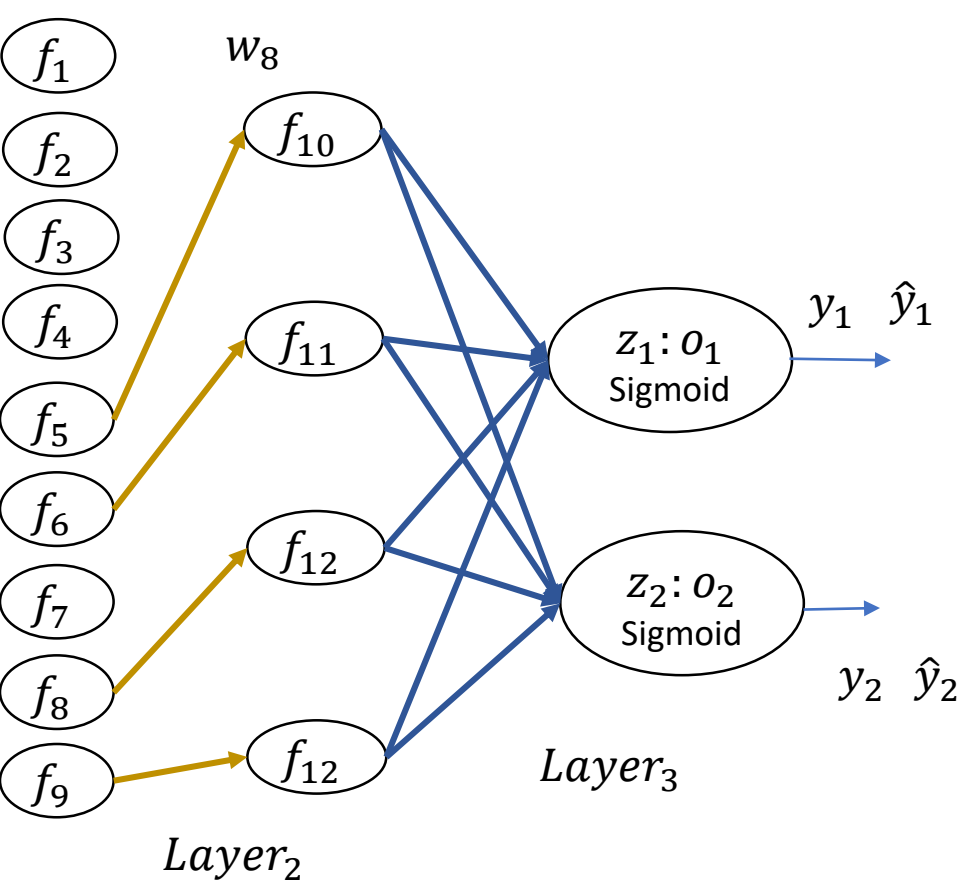 f₁
f₂
f₃
f₄
f₅
f₆
f₇
f₈
f₉
w₈
f₁₀
f₁₁
f₁₂
f₁₂
Layer₂
z₁: o₁
Sigmoid
z₂: o₂
Sigmoid
Layer₃
y₁ ŷ₁
y₂ ŷ₂